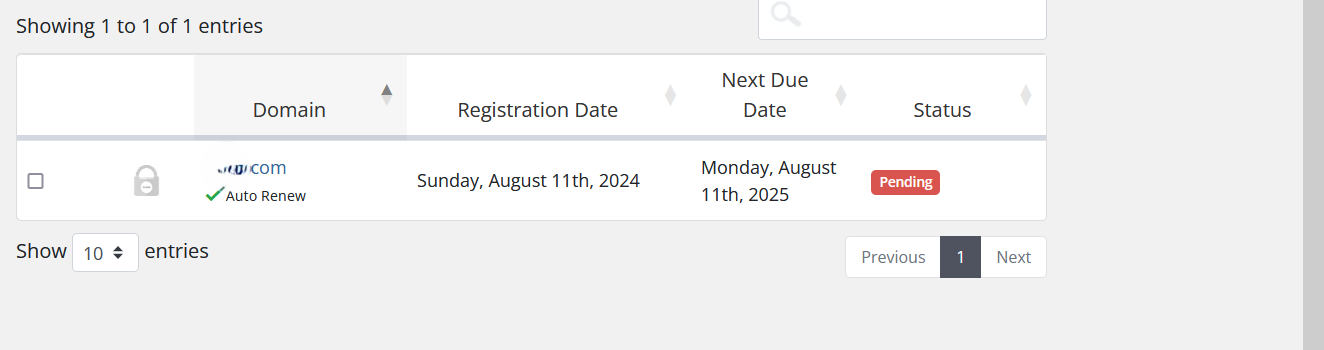 Showing 1 to 1 of 1 entries
Domain
Registration Date
Next Due
Date
Status
com
Auto Renew
Sunday, August 11th, 2024
Monday, August
11th, 2025
Pending
Show 10 entries
Previous 1 Next